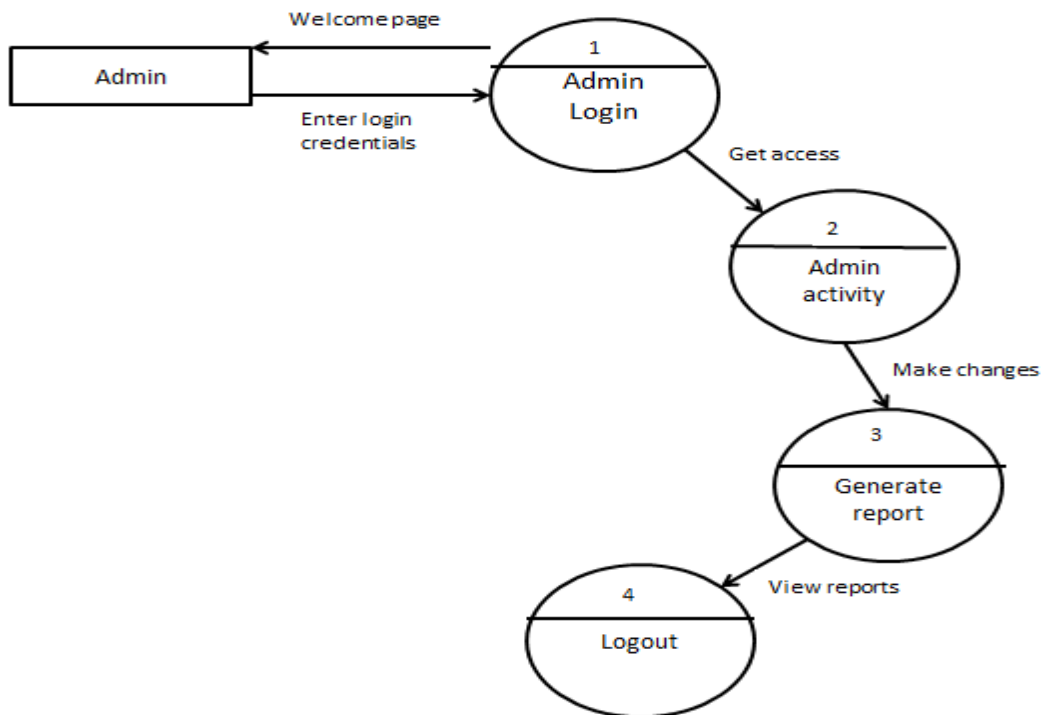 Welcome page
Admin
Enter login
credentials
1
Admin
Login
Get access
2
Admin
activity
Make changes
3
Generate
report
View reports
4
Logout